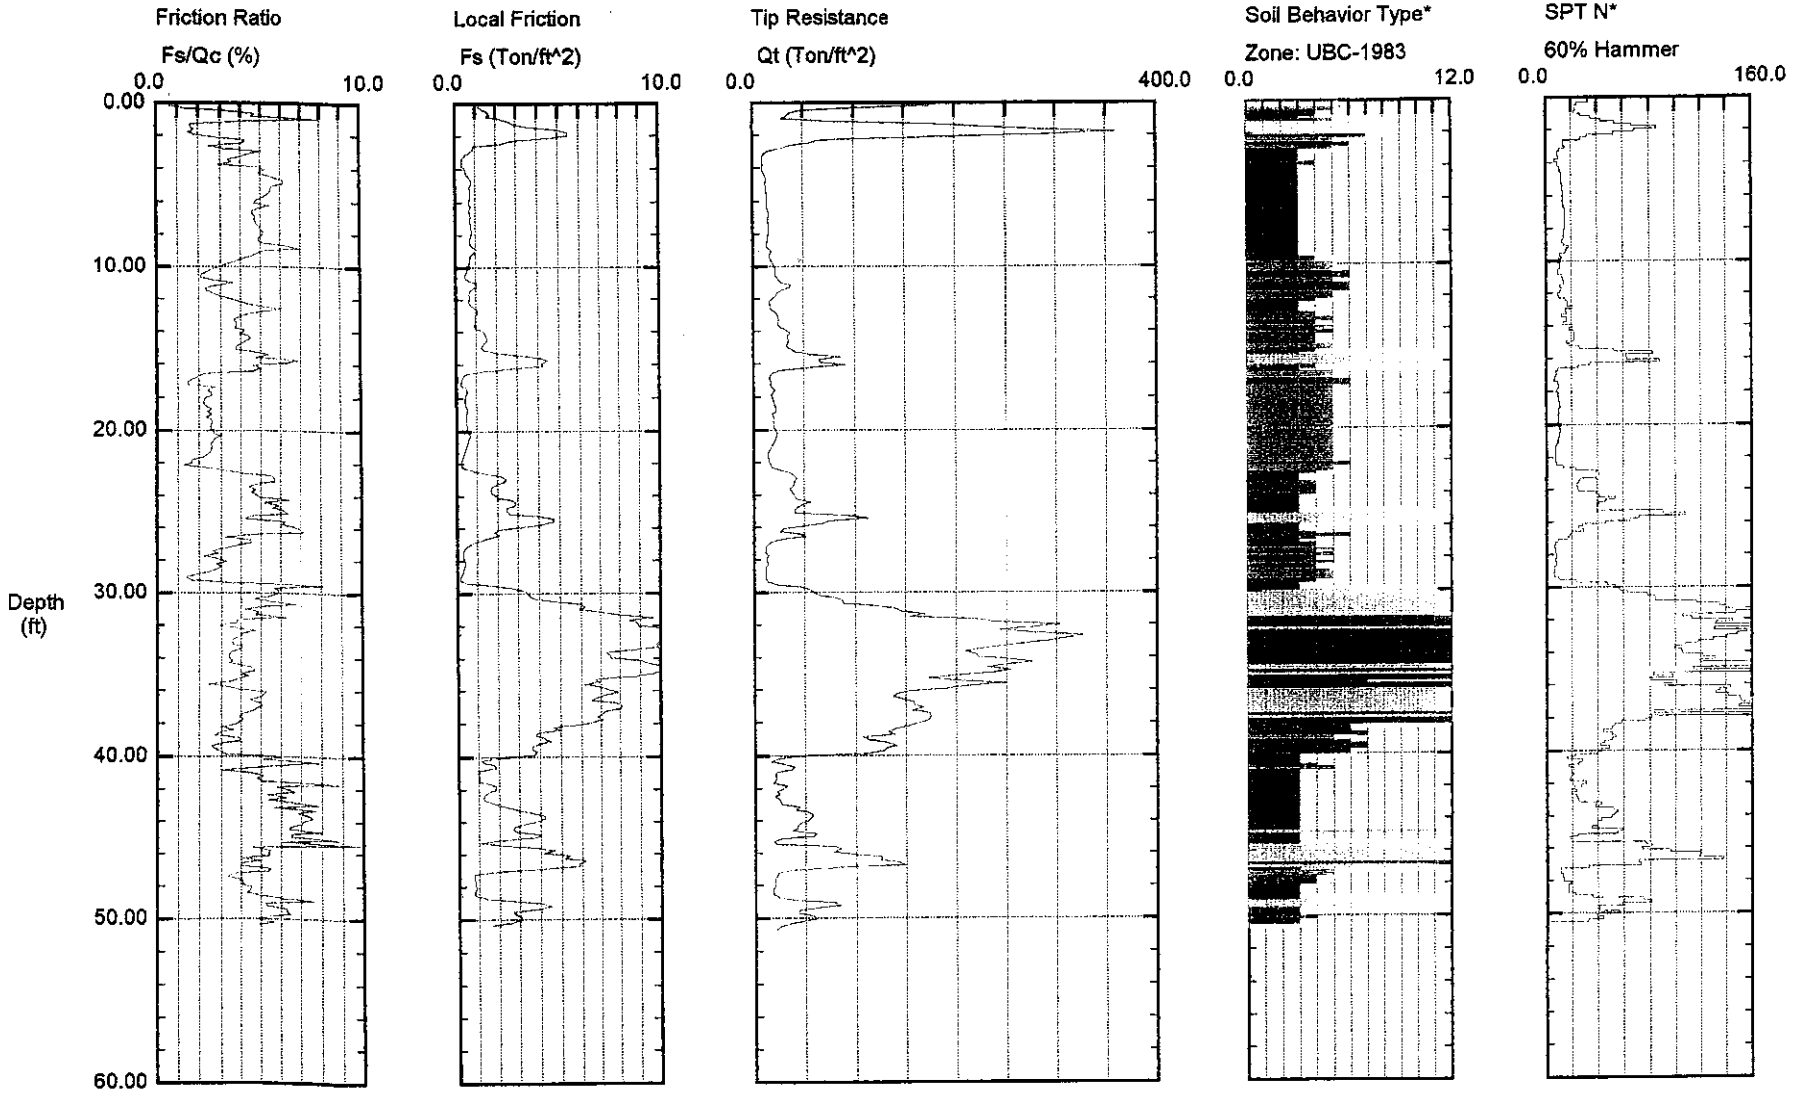 Friction Ratio
Fs/Qc (%)
0.0 10.0
Local Friction
Fs (Ton/ft^2)
0.0 10.0
Tip Resistance
Qt (Ton/ft^2)
0.0 400.0
Soil Behavior Type*
Zone: UBC-1983
0.0 12.0
SPT N*
60% Hammer
0.0 160.0
0.00
10.00
20.00
30.00
Depth
(ft)
40.00
50.00
60.00